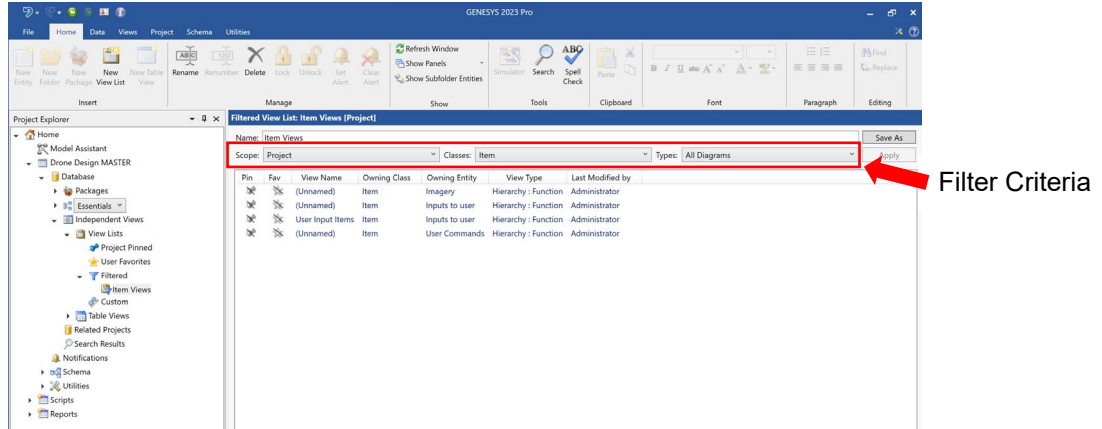 GENESYS 2023 Pro
File Home Data Views Project Schema Utilities
New Entity
New Folder
New Package
New View List
New Table View
Rename
Renumber
Delete
Lock
Unlock
Set Alert
Clear Alert
Refresh Window
Show Panels
Show Subfolder Entities
Simulator
Search
Spell Check
Paste
Find
Replace
Insert Manage Show Tools Clipboard Font Paragraph Editing
Project Explorer
Home
Model Assistant
Drone Design MASTER
Database
Packages
Essentials
Independent Views
View Lists
Project Pinned
User Favorites
Filtered
Item Views
Custom
Table Views
Related Projects
Search Results
Notifications
Schema
Utilities
Scripts
Reports
Filtered View List: Item Views [Project]
Name: Item Views Save As
Scope: Project Classes: Item Types: All Diagrams Apply
Pin Fav View Name Owning Class Owning Entity View Type Last Modified by
(Unnamed) Item Imagery Hierarchy : Function Administrator
(Unnamed) Item Inputs to user Hierarchy : Function Administrator
User Input Items Item Inputs to user Hierarchy : Function Administrator
(Unnamed) Item User Commands Hierarchy : Function Administrator
Filter Criteria